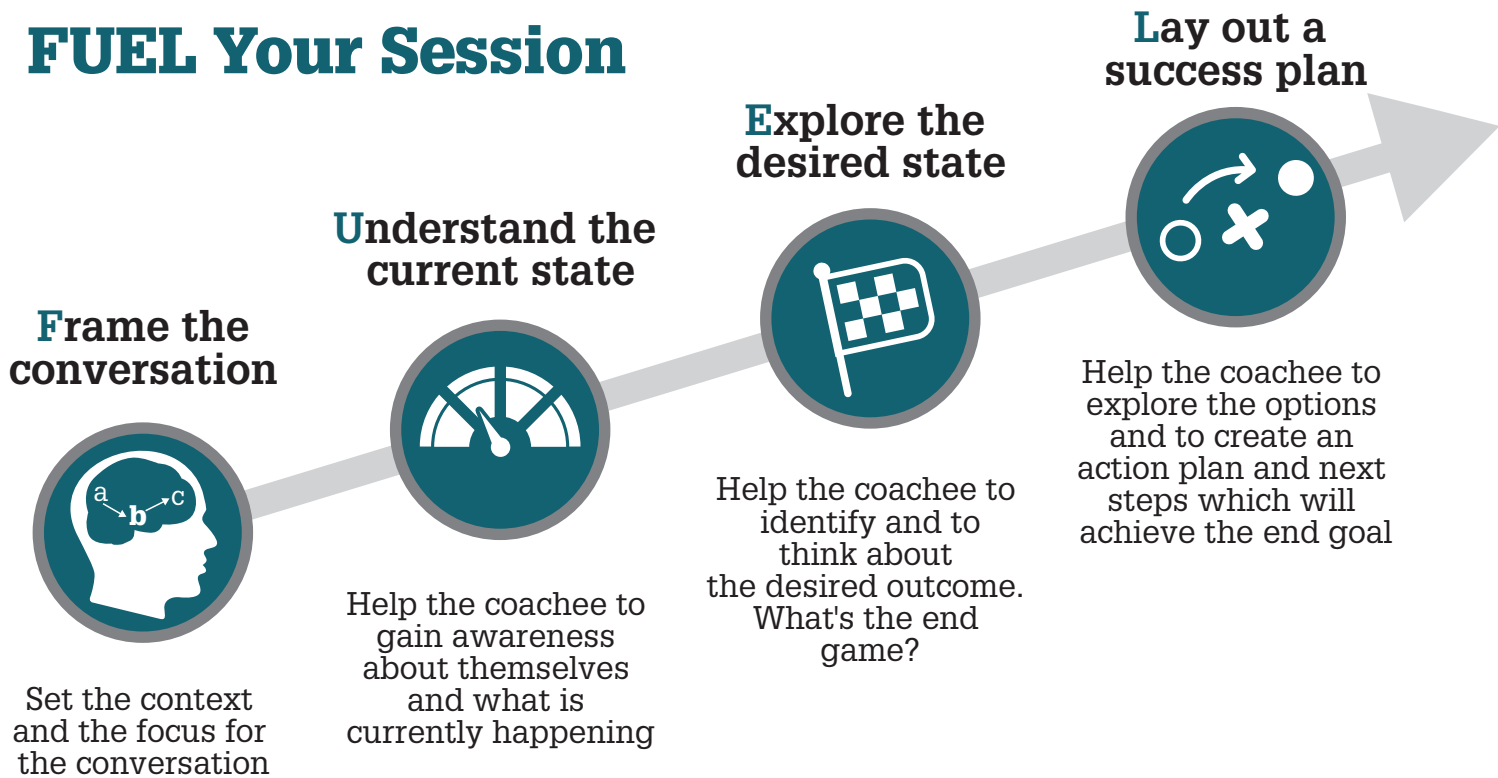 FUEL Your Session
Frame the
conversation
a
b
c
Set the context
and the focus for
the conversation
Understand the
current state
Help the coachee to
gain awareness
about themselves
and what is
currently happening
Explore the
desired state
Help the coachee to
identify and to
think about
the desired outcome.
What's the end
game?
Lay out a
success plan
Help the coachee to
explore the options
and to create an
action plan and next
steps which will
achieve the end goal